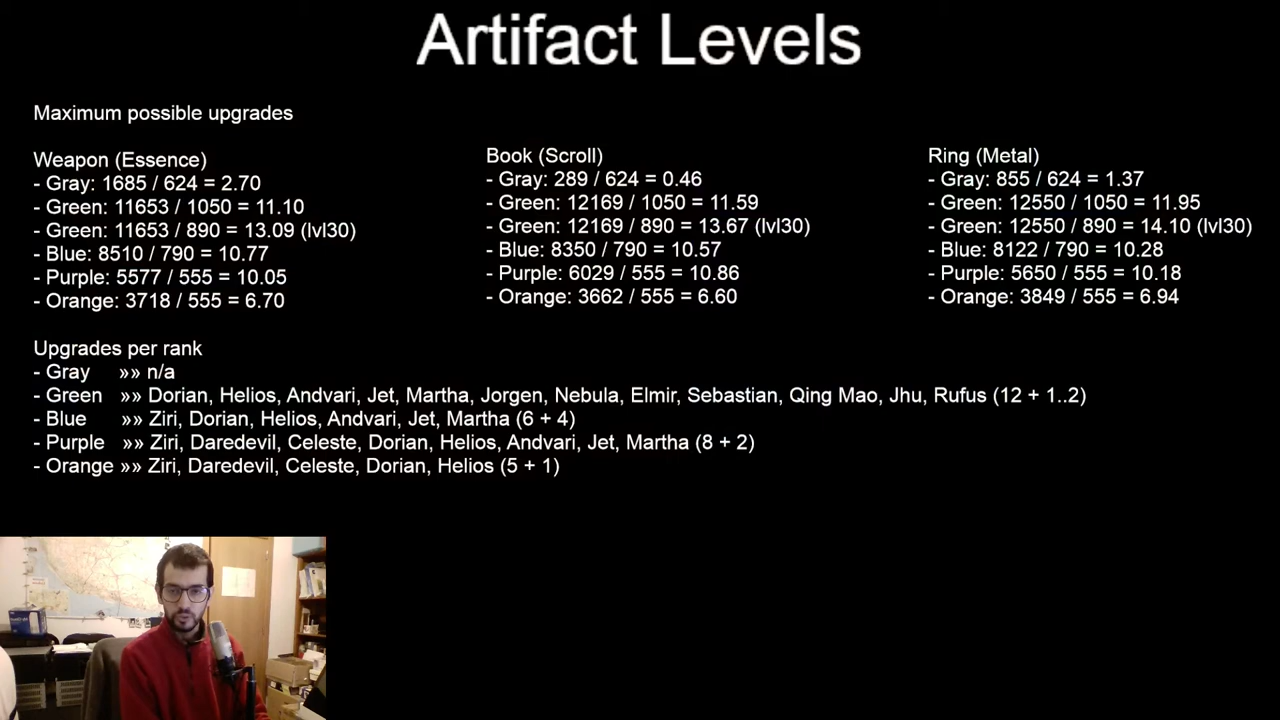 Artifact Levels
Maximum possible upgrades
Weapon (Essence)
- Gray: 1685 / 624 = 2.70
- Green: 11653 / 1050 = 11.10
- Green: 11653 / 890 = 13.09 (lvl30)
- Blue: 8510 / 790 = 10.77
- Purple: 5577 / 555 = 10.05
- Orange: 3718 / 555 = 6.70
Book (Scroll)
- Gray: 289 / 624 = 0.46
- Green: 12169 / 1050 = 11.59
- Green: 12169 / 890 = 13.67 (lvl30)
- Blue: 8350 / 790 = 10.57
- Purple: 6029 / 555 = 10.86
- Orange: 3662 / 555 = 6.60
Ring (Metal)
- Gray: 855 / 624 = 1.37
- Green: 12550 / 1050 = 11.95
- Green: 12550 / 890 = 14.10 (lvl30)
- Blue: 8122 / 790 = 10.28
- Purple: 5650 / 555 = 10.18
- Orange: 3849 / 555 = 6.94
Upgrades per rank
- Gray »» n/a
- Green »» Dorian, Helios, Andvari, Jet, Martha, Jorgen, Nebula, Elmir, Sebastian, Qing Mao, Jhu, Rufus (12 + 1..2)
- Blue »» Ziri, Dorian, Helios, Andvari, Jet, Martha (6 + 4)
- Purple »» Ziri, Daredevil, Celeste, Dorian, Helios, Andvari, Jet, Martha (8 + 2)
- Orange »» Ziri, Daredevil, Celeste, Dorian, Helios (5 + 1)